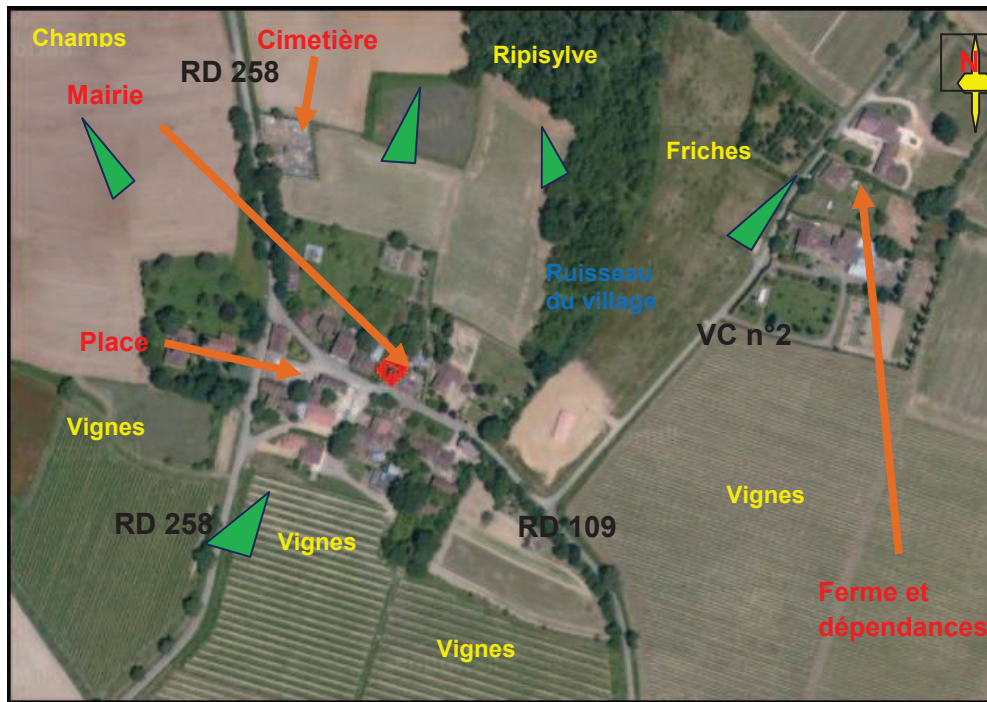 Champs
Cimetière
RD 258
Ripisylve
N
Mairie
Friches
Ruisseau
du village
Place
VC n°2
Vignes
Vignes
RD 258
Vignes
RD 109
Ferme et
dépendances
Vignes